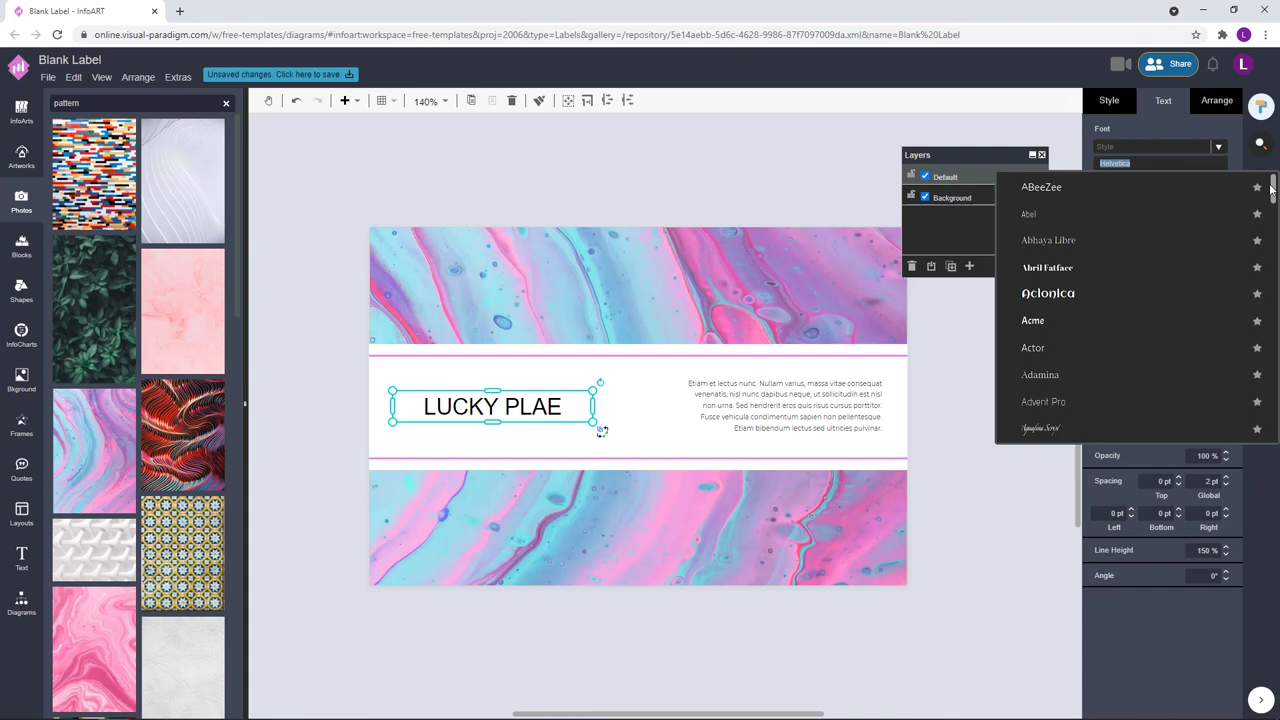 Blank Label - InfoART
online.visual-paradigm.com/w/free-templates/diagrams/#infoart:workspace=free-templates&proj=2006&type=Labels&gallery=/repository/5e14aebb-5d6c-4628-9986-87f7097009da.xml&name=Blank%20Label
L
Blank Label
File Edit View Arrange Extras
Unsaved changes. Click here to save.
Share
L
pattern
140%
Style Text Arrange
InfoArts
Artworks
Photos
Blocks
Shapes
InfoCharts
Bkground
Frames
Quotes
Layouts
Text
Diagrams
Layers
Default
Background
Font
Style
Helvetica
ABeeZee
Abel
Abhaya Libre
Abril Fatface
Aclonica
Acme
Actor
Adamina
Advent Pro
Aguafina Script
LUCKY PLAE
Etiam et lectus nunc. Nullam varius, massa vitae consequat
venenatis, nisl nunc dapibus neque, ut sollicitudin est nisl
non urna. Sed hendrerit eros quis risus cursus porttitor.
Fusce vehicula condimentum sapien non pellentesque.
Etiam bibendum lectus sed ultricies pulvinar.
Opacity 100 %
Spacing 0 pt 2 pt
Top Global
0 pt 0 pt 0 pt
Left Bottom Right
Line Height 150 %
Angle 0°